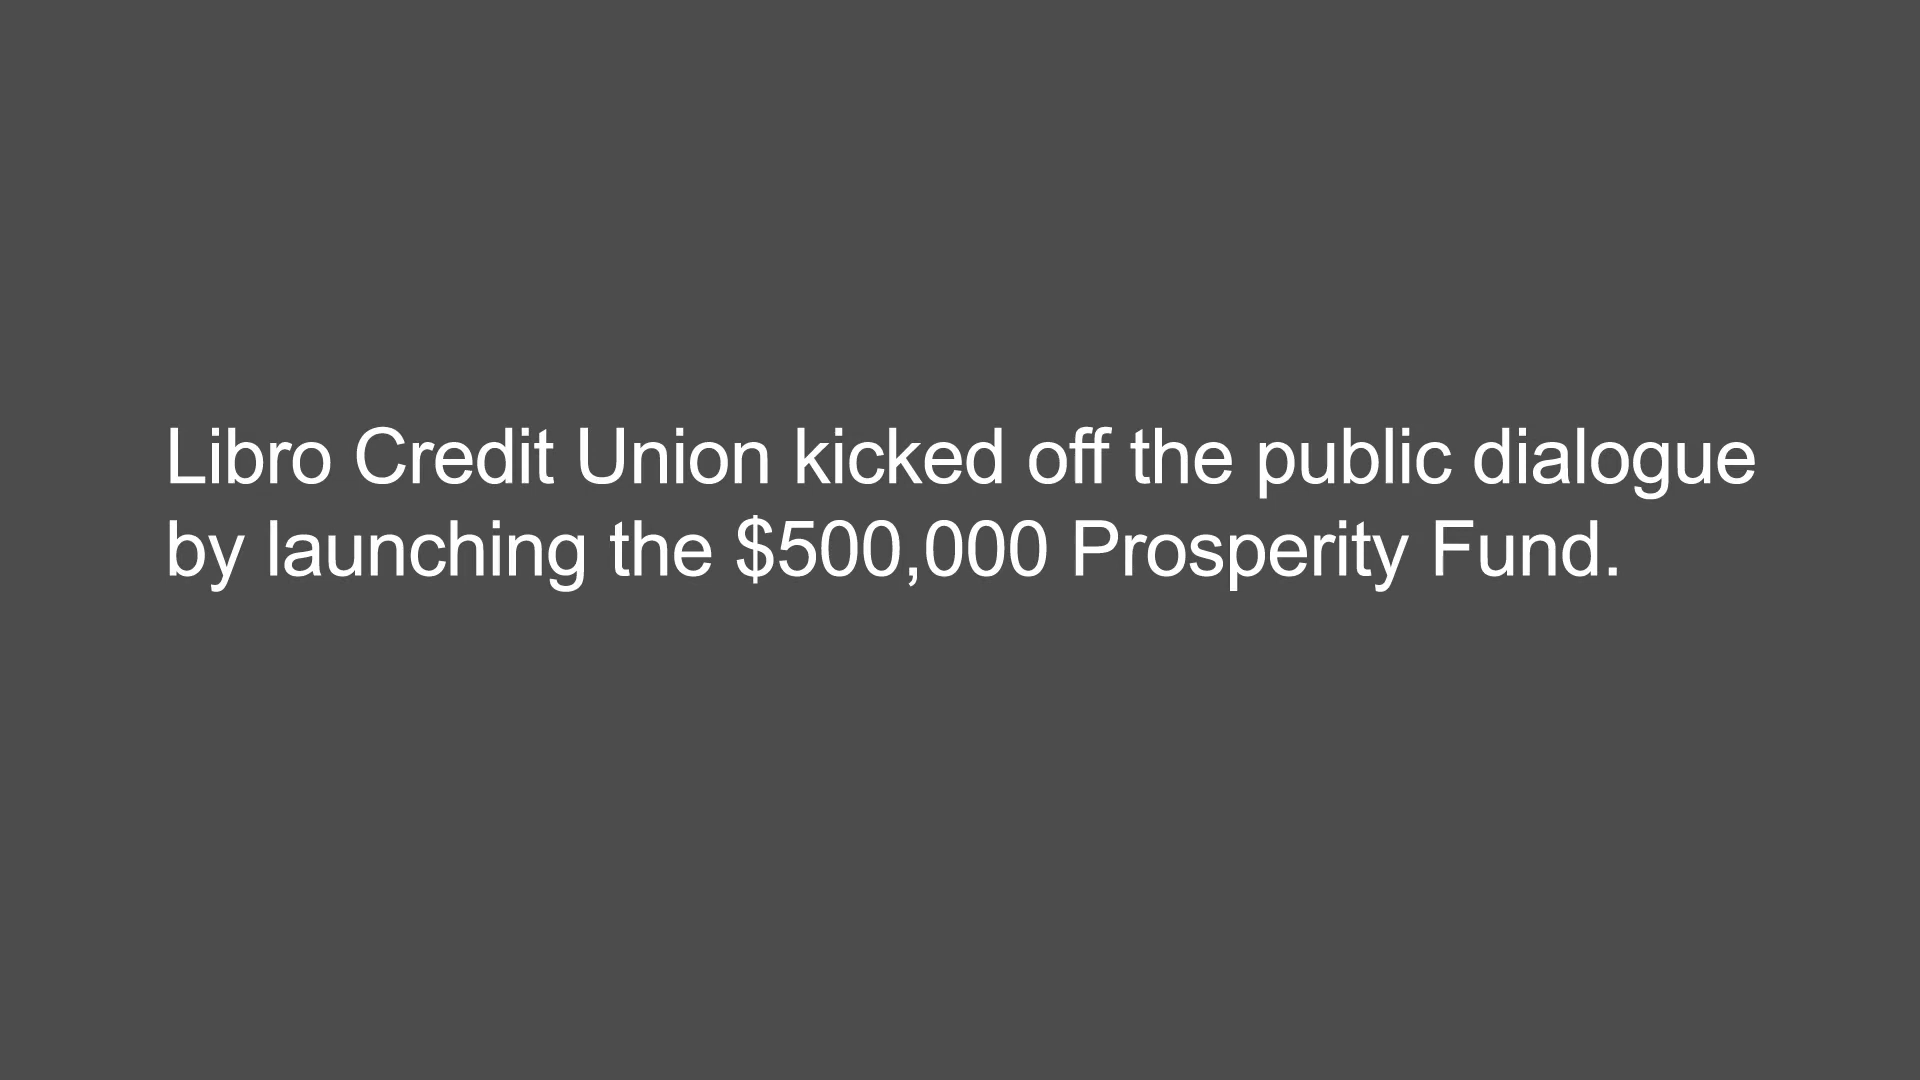 Libro Credit Union kicked off the public dialogue
by launching the $500,000 Prosperity Fund.